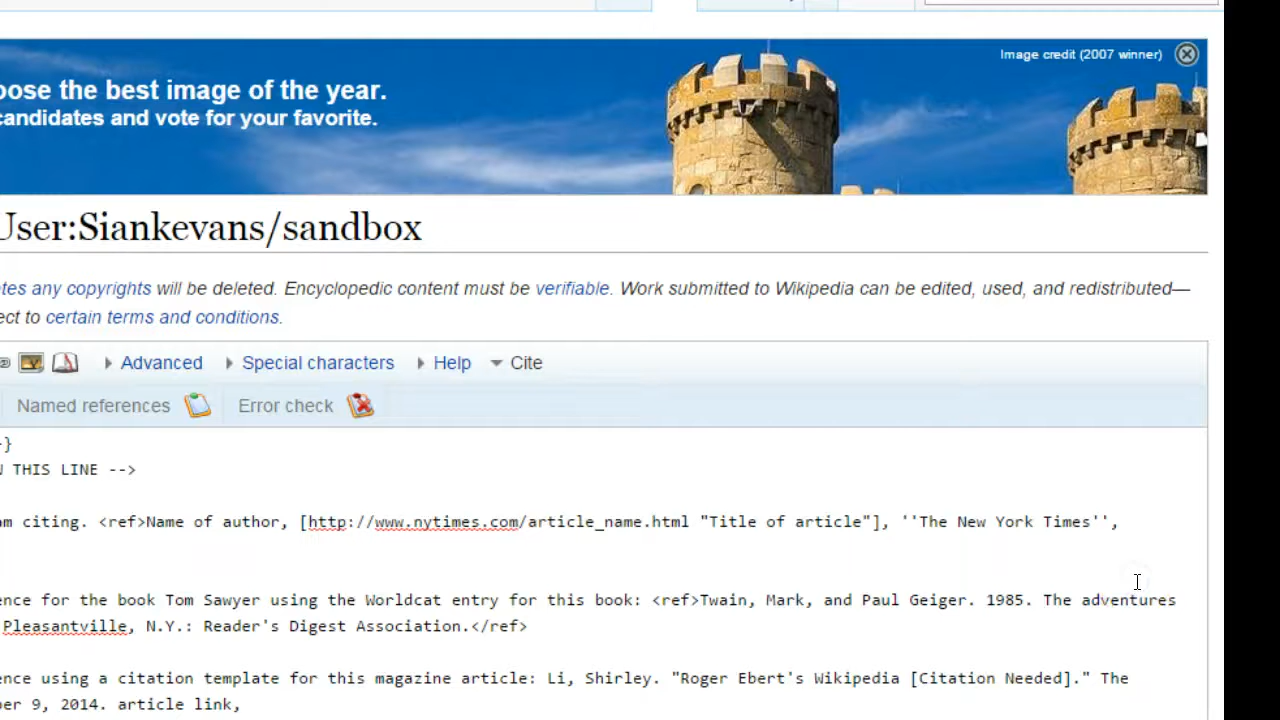 Image credit (2007 winner)
oose the best image of the year.
candidates and vote for your favorite.
User:Siankevans/sandbox
tes any copyrights will be deleted. Encyclopedic content must be verifiable. Work submitted to Wikipedia can be edited, used, and redistributed—
ect to certain terms and conditions.
Advanced Special characters Help Cite
Named references Error check
}
THIS LINE -->
am citing. <ref>Name of author, [http://www.nytimes.com/article_name.html "Title of article"], ''The New York Times'',
ence for the book Tom Sawyer using the Worldcat entry for this book: <ref>Twain, Mark, and Paul Geiger. 1985. The adventures
Pleasantville, N.Y.: Reader's Digest Association.</ref>
ence using a citation template for this magazine article: Li, Shirley. "Roger Ebert's Wikipedia [Citation Needed]." The
er 9, 2014. article link,